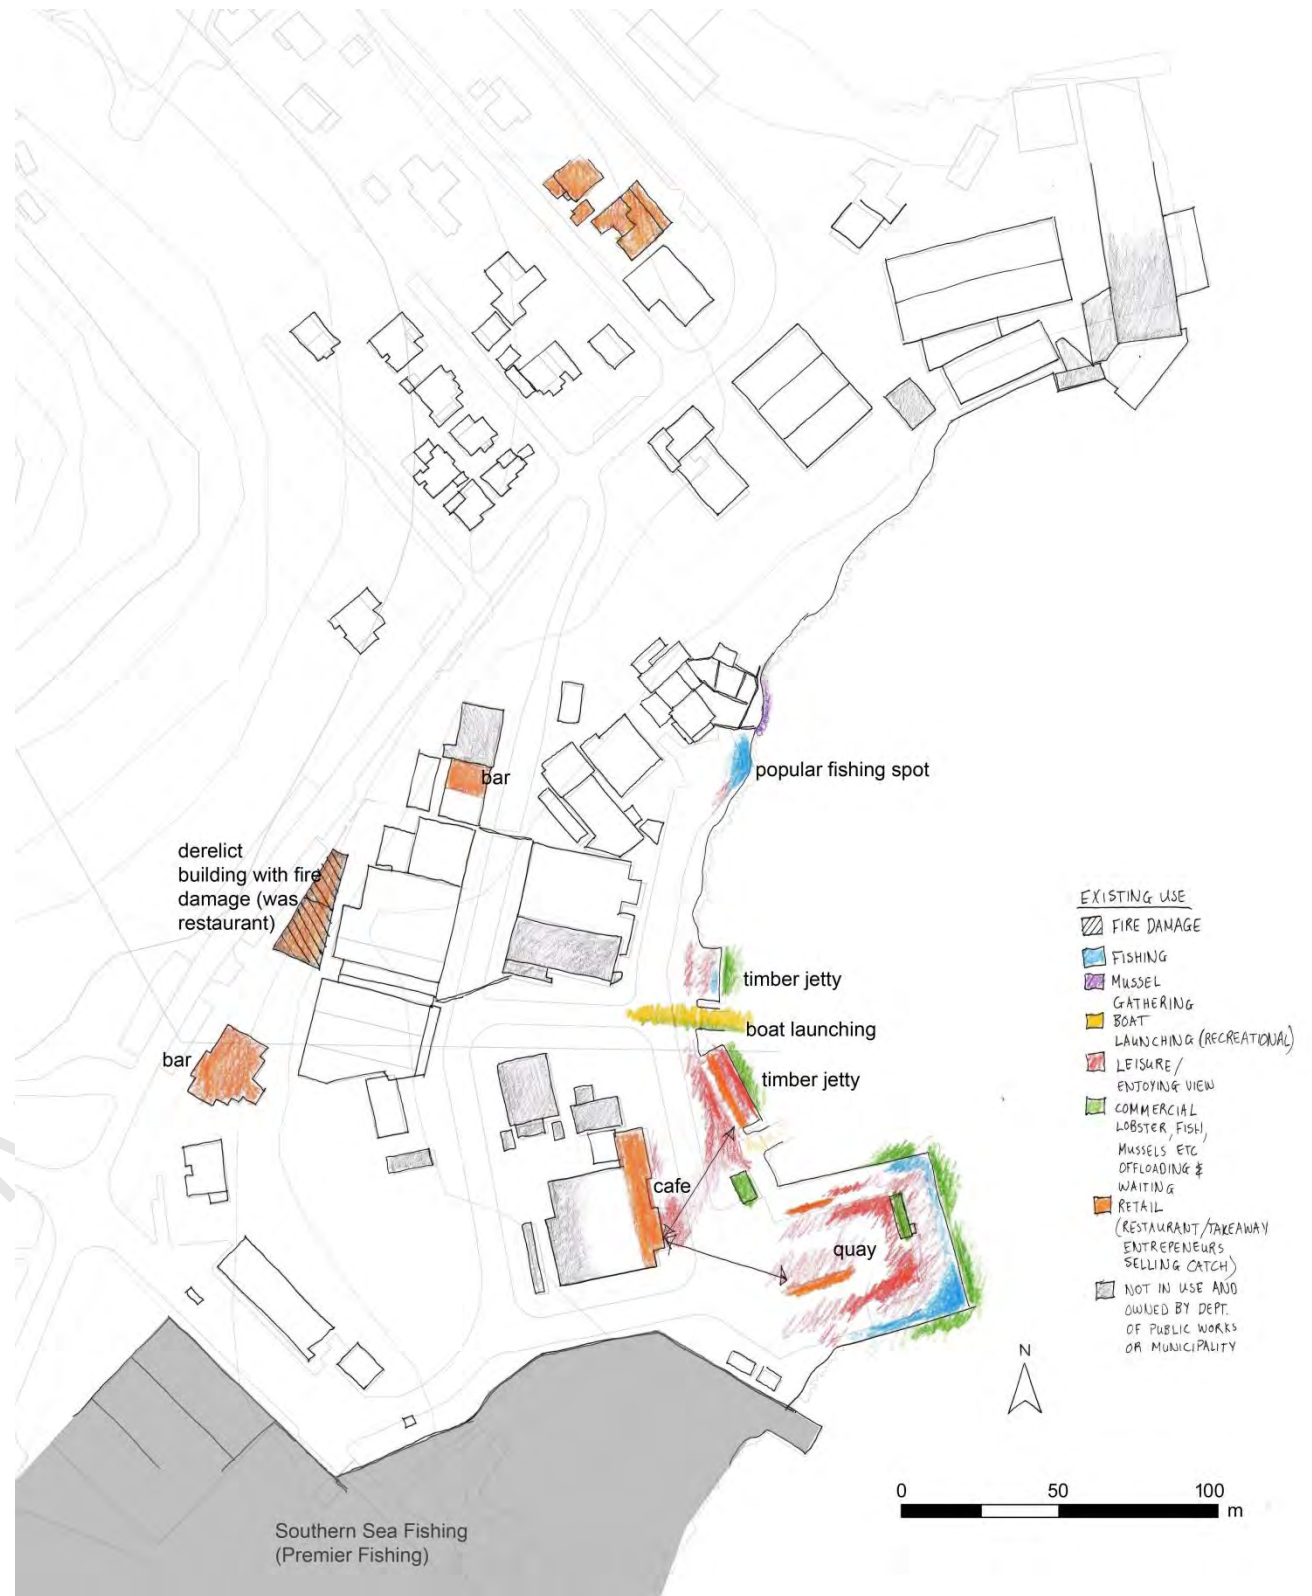 bar
popular fishing spot
derelict
building with fire
damage (was
restaurant)
timber jetty
boat launching
bar
timber jetty
cafe
quay
EXISTING USE
FIRE DAMAGE
FISHING
MUSSEL
GATHERING
BOAT
LAUNCHING (RECREATIONAL)
LEISURE/
ENJOYING VIEW
COMMERCIAL
LOBSTER, FISH,
MUSSELS ETC
OFFLOADING &
WAITING
RETAIL
(RESTAURANT/TAKEAWAY
ENTREPENEURS
SELLING CATCH)
NOT IN USE AND
OWNED BY DEPT.
OF PUBLIC WORKS
OR MUNICIPALITY
N
0 50 100
m
Southern Sea Fishing
(Premier Fishing)